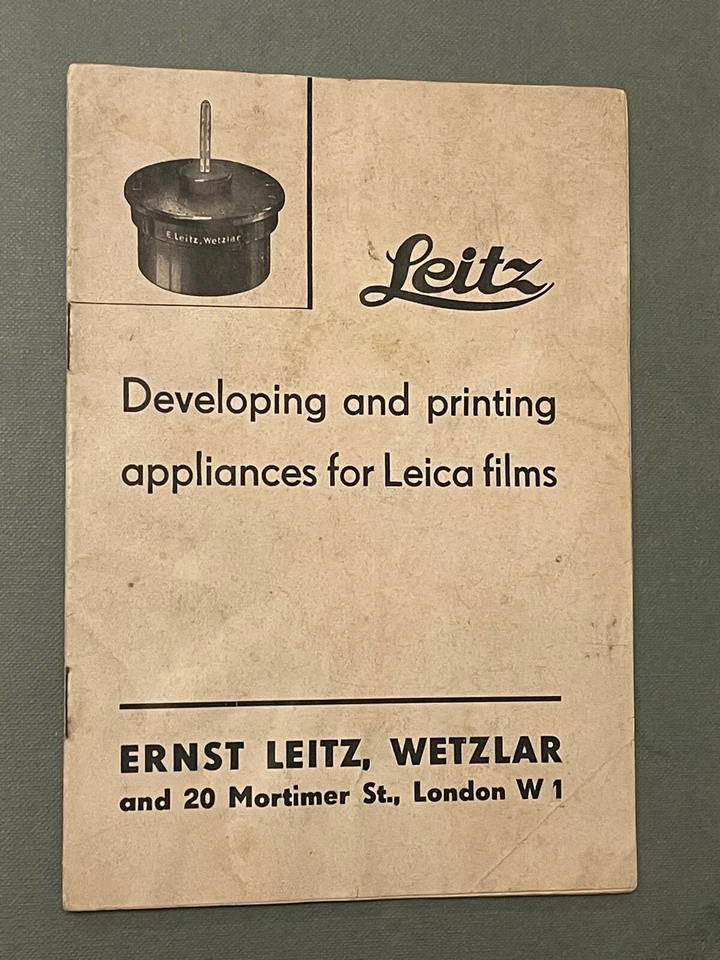 E. Leitz, Wetzlar
Leitz
Developing and printing
appliances for Leica films
ERNST LEITZ, WETZLAR
and 20 Mortimer St., London W 1